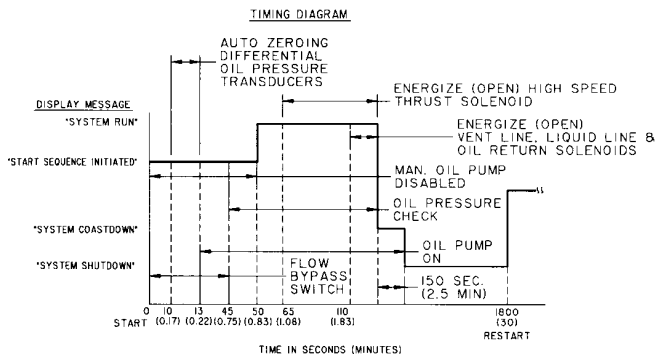 TIMING DIAGRAM
AUTO ZEROING
DIFFERENTIAL
OIL PRESSURE
TRANSDUCERS
ENERGIZE (OPEN) HIGH SPEED
THRUST SOLENOID
DISPLAY MESSAGE
"SYSTEM RUN"
ENERGIZE (OPEN)
VENT LINE, LIQUID LINE &
OIL RETURN SOLENOIDS
"START SEQUENCE INITIATED"
MAN. OIL PUMP
DISABLED
OIL PRESSURE
CHECK
"SYSTEM COASTDOWN"
OIL PUMP
ON
"SYSTEM SHUTDOWN"
FLOW
BYPASS
SWITCH
150 SEC.
(2.5 MIN)
0 10 13 45 50 65 110 1800
START (0.17) (0.22) (0.75) (0.83) (1.08) (1.83) (30)
RESTART
TIME IN SECONDS (MINUTES)